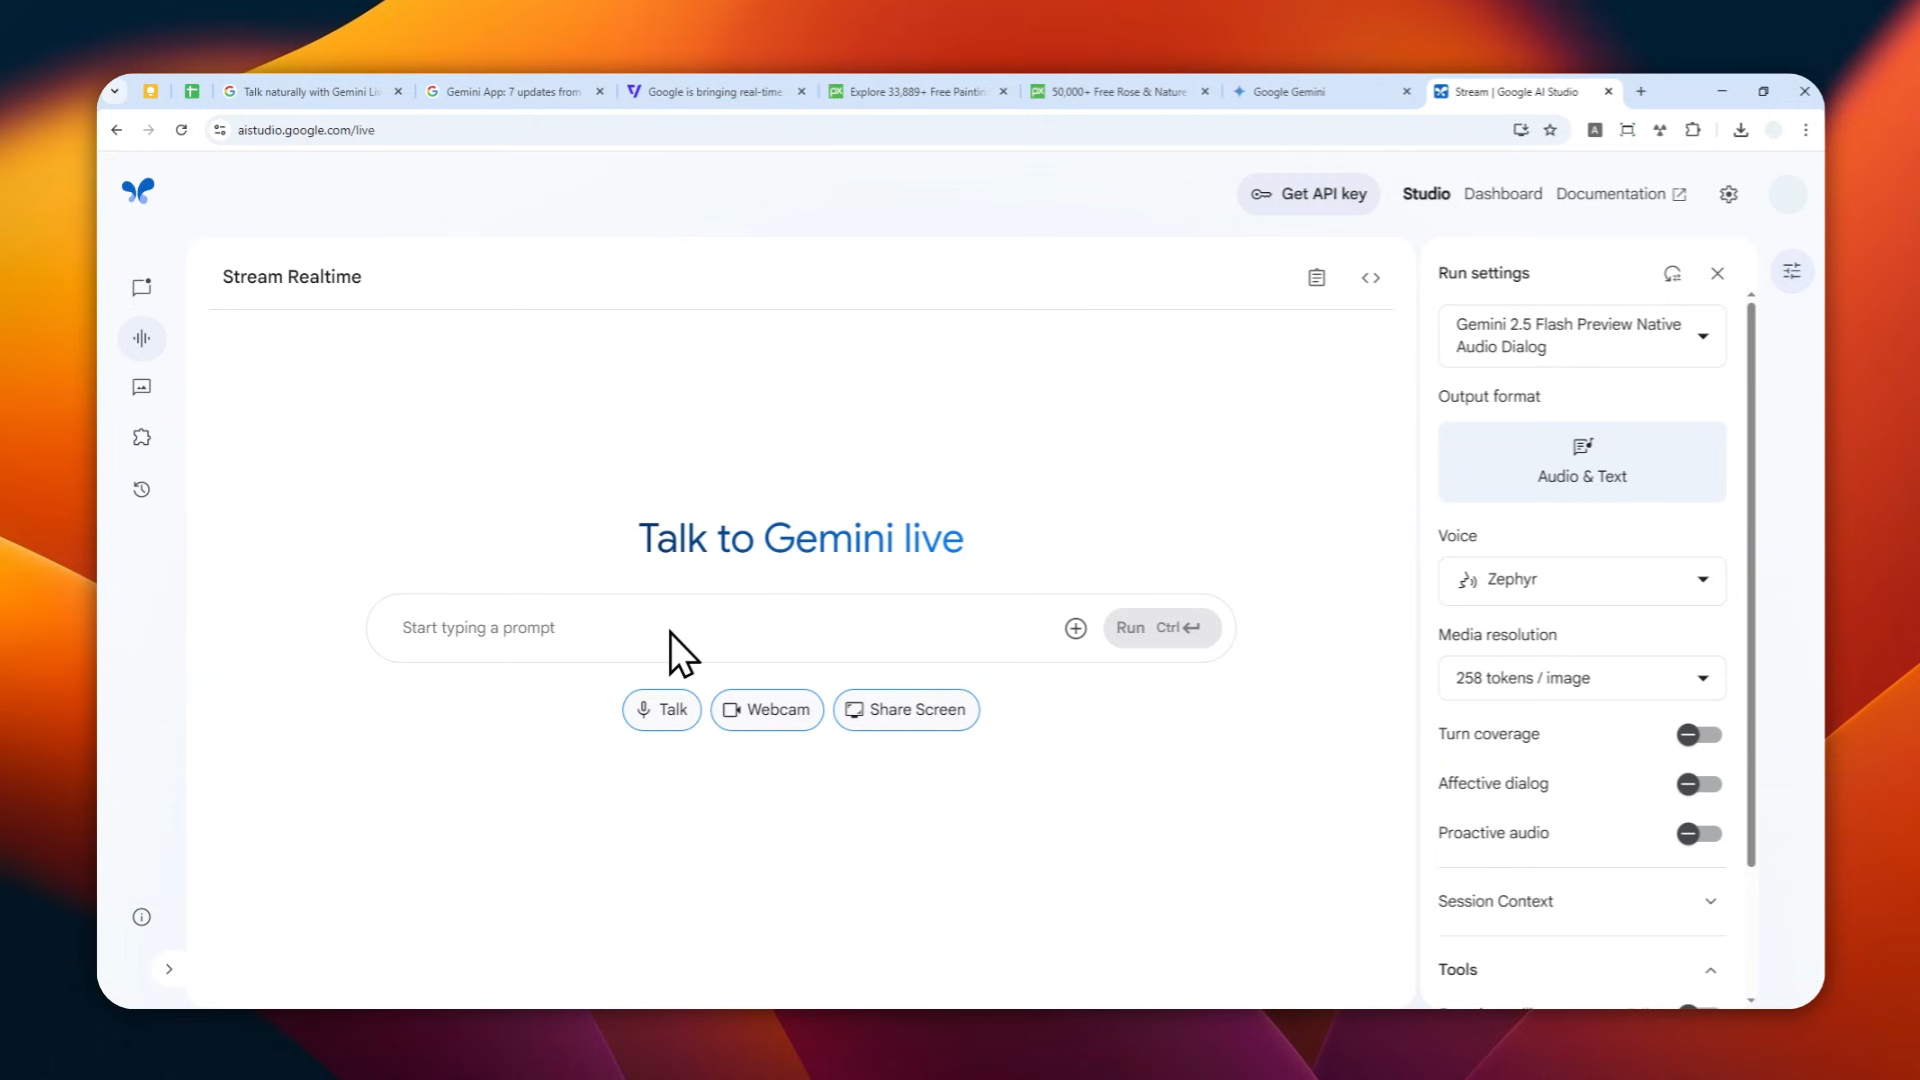 Talk naturally with Gemini Liv
Gemini App: 7 updates from
Google is bringing real-time
Explore 33,889+ Free Paintin
50,000+ Free Rose & Nature
Google Gemini
Stream | Google AI Studio
aistudio.google.com/live
A
Get API key
Studio
Dashboard
Documentation
Stream Realtime
Talk to Gemini live
Start typing a prompt
Run Ctrl
Talk
Webcam
Share Screen
Run settings
Gemini 2.5 Flash Preview Native
Audio Dialog
Output format
Audio & Text
Voice
Zephyr
Media resolution
258 tokens / image
Turn coverage
Affective dialog
Proactive audio
Session Context
Tools